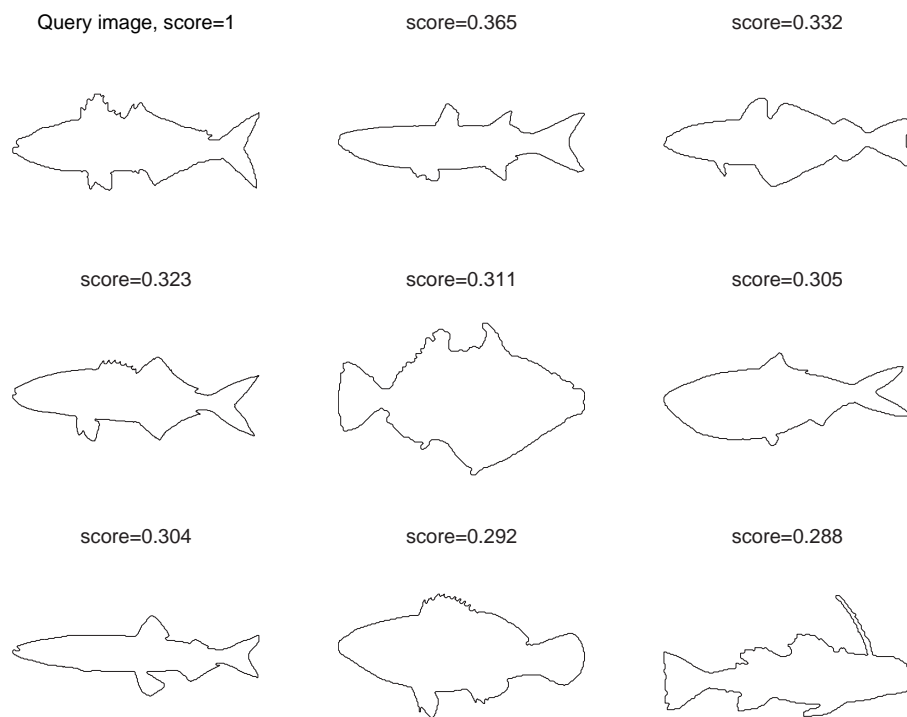 Query image, score=1
score=0.365
score=0.332
score=0.323
score=0.311
score=0.305
score=0.304
score=0.292
score=0.288